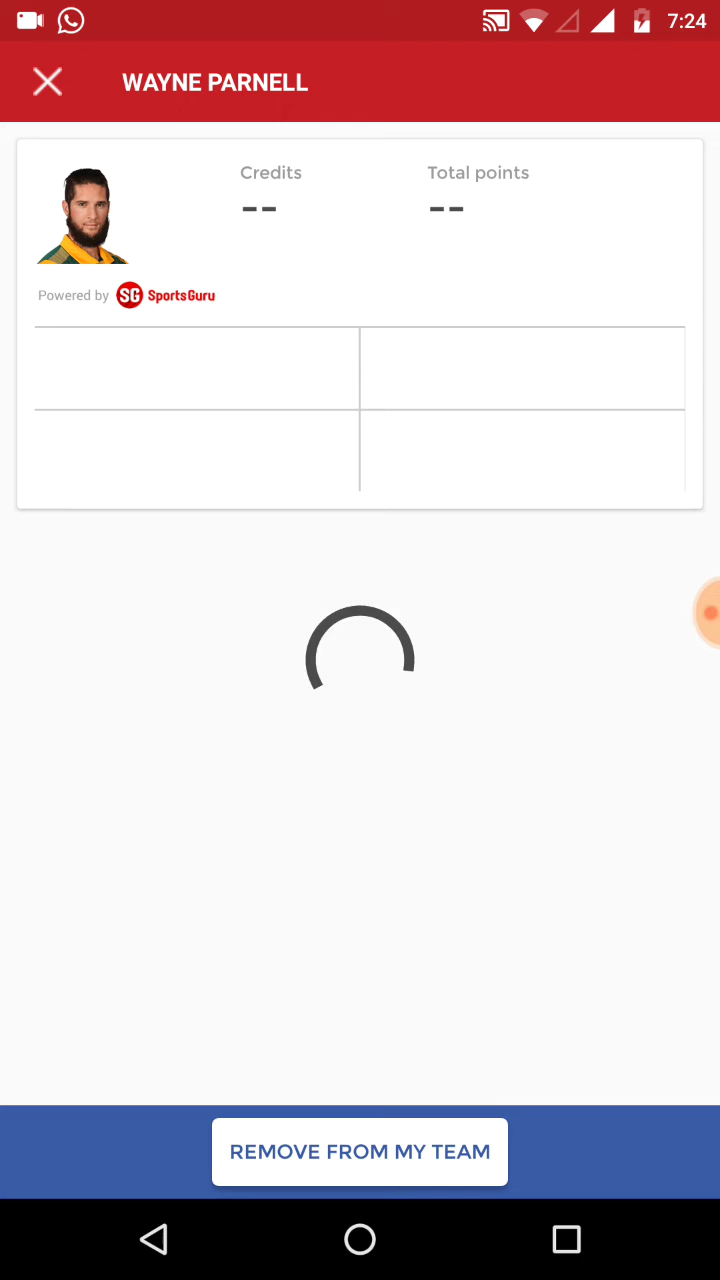 7:24
WAYNE PARNELL
Credits
Total points
--
--
Powered by SG SportsGuru
REMOVE FROM MY TEAM